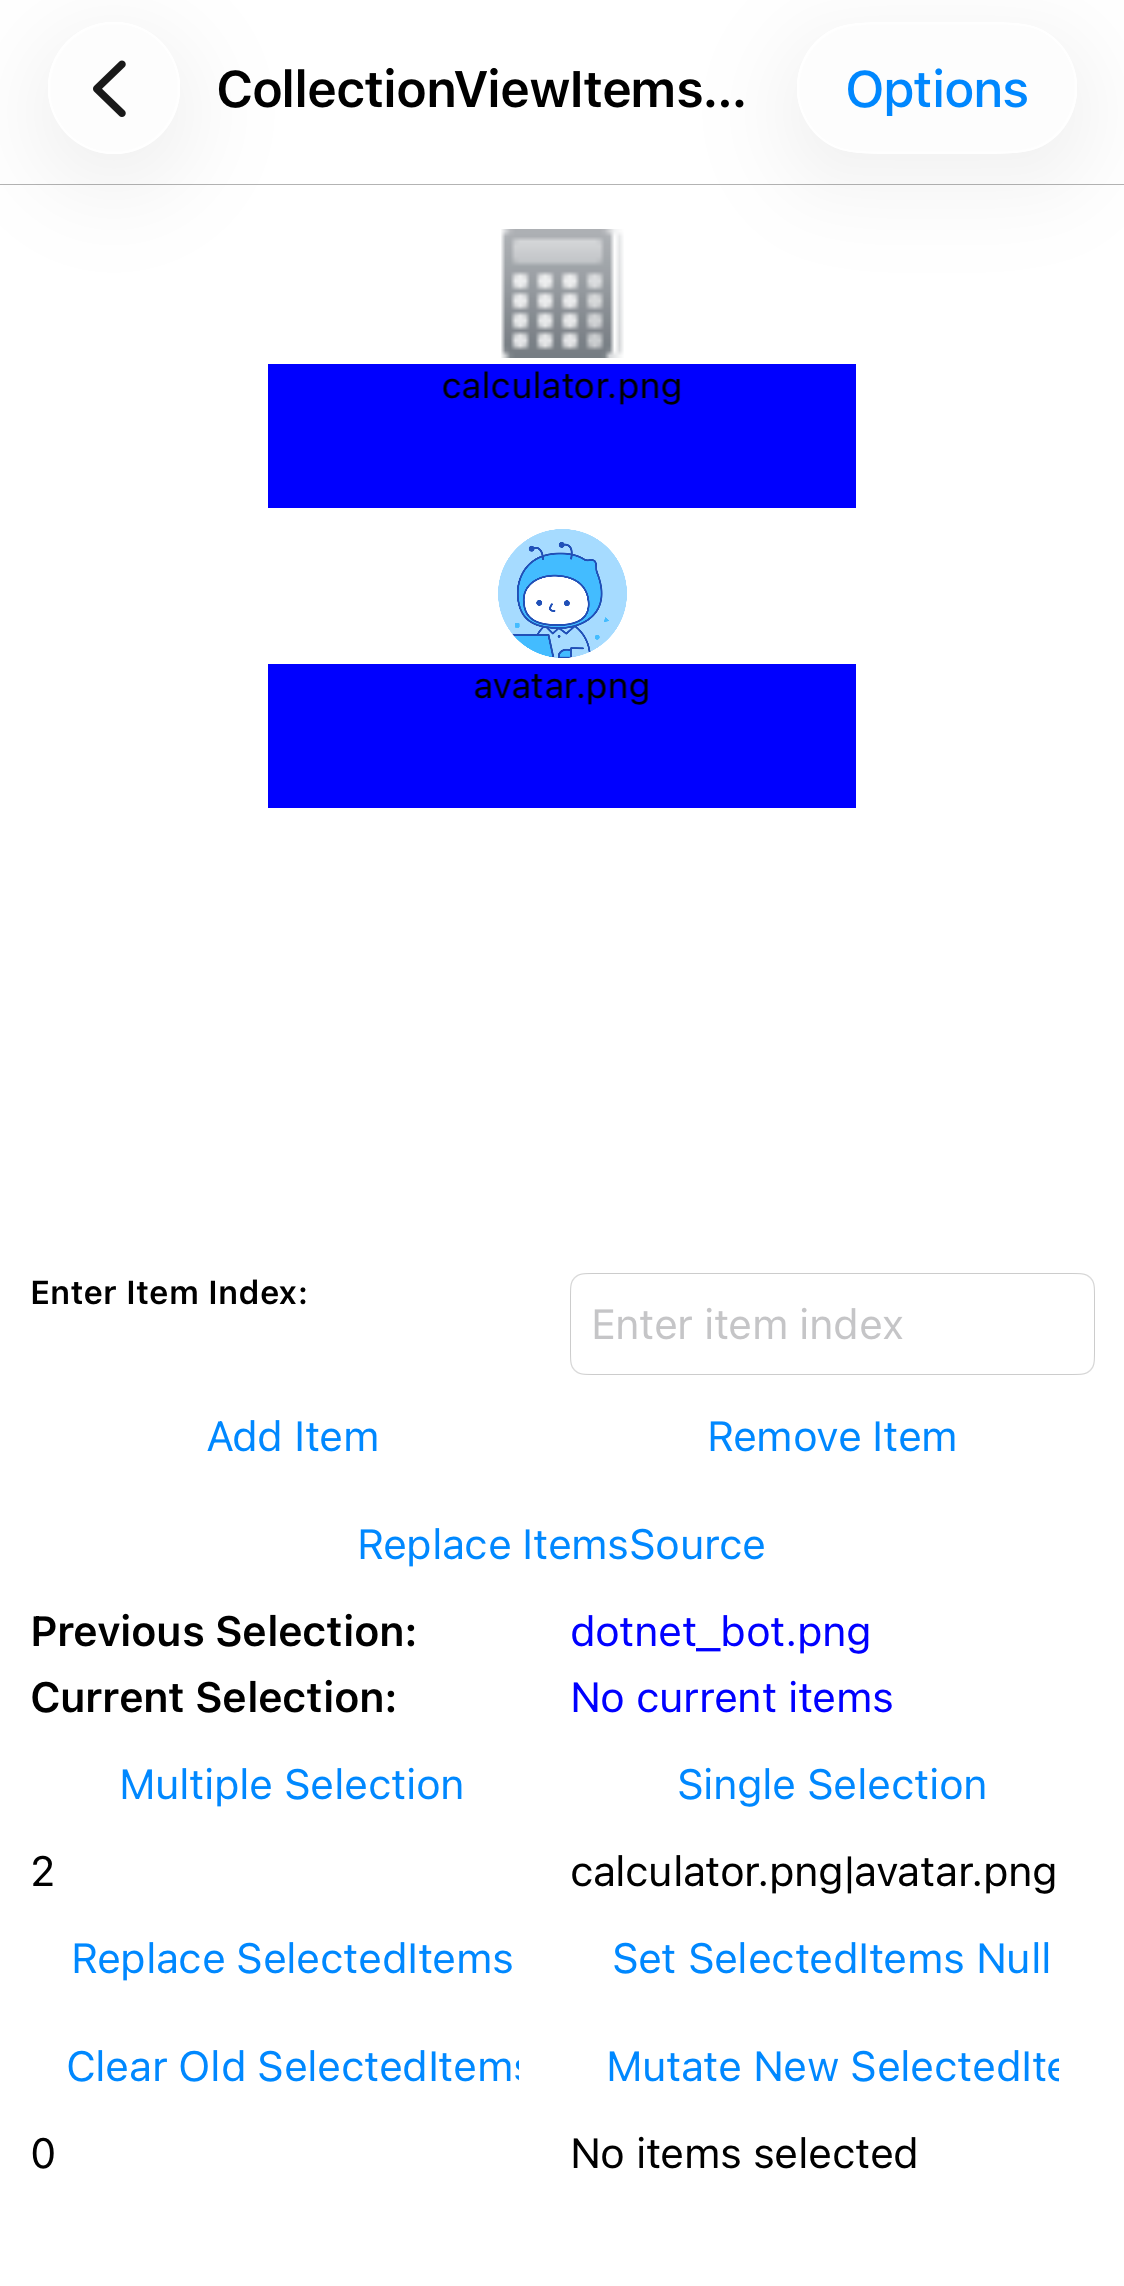 CollectionViewItems...
Options
calculator.png
avatar.png
Enter Item Index:
Enter item index
Add Item
Remove Item
Replace ItemsSource
Previous Selection:
dotnet_bot.png
Current Selection:
No current items
Multiple Selection
Single Selection
2
calculator.png|avatar.png
Replace SelectedItems
Set SelectedItems Null
Clear Old SelectedItems
Mutate New SelectedIte
0
No items selected